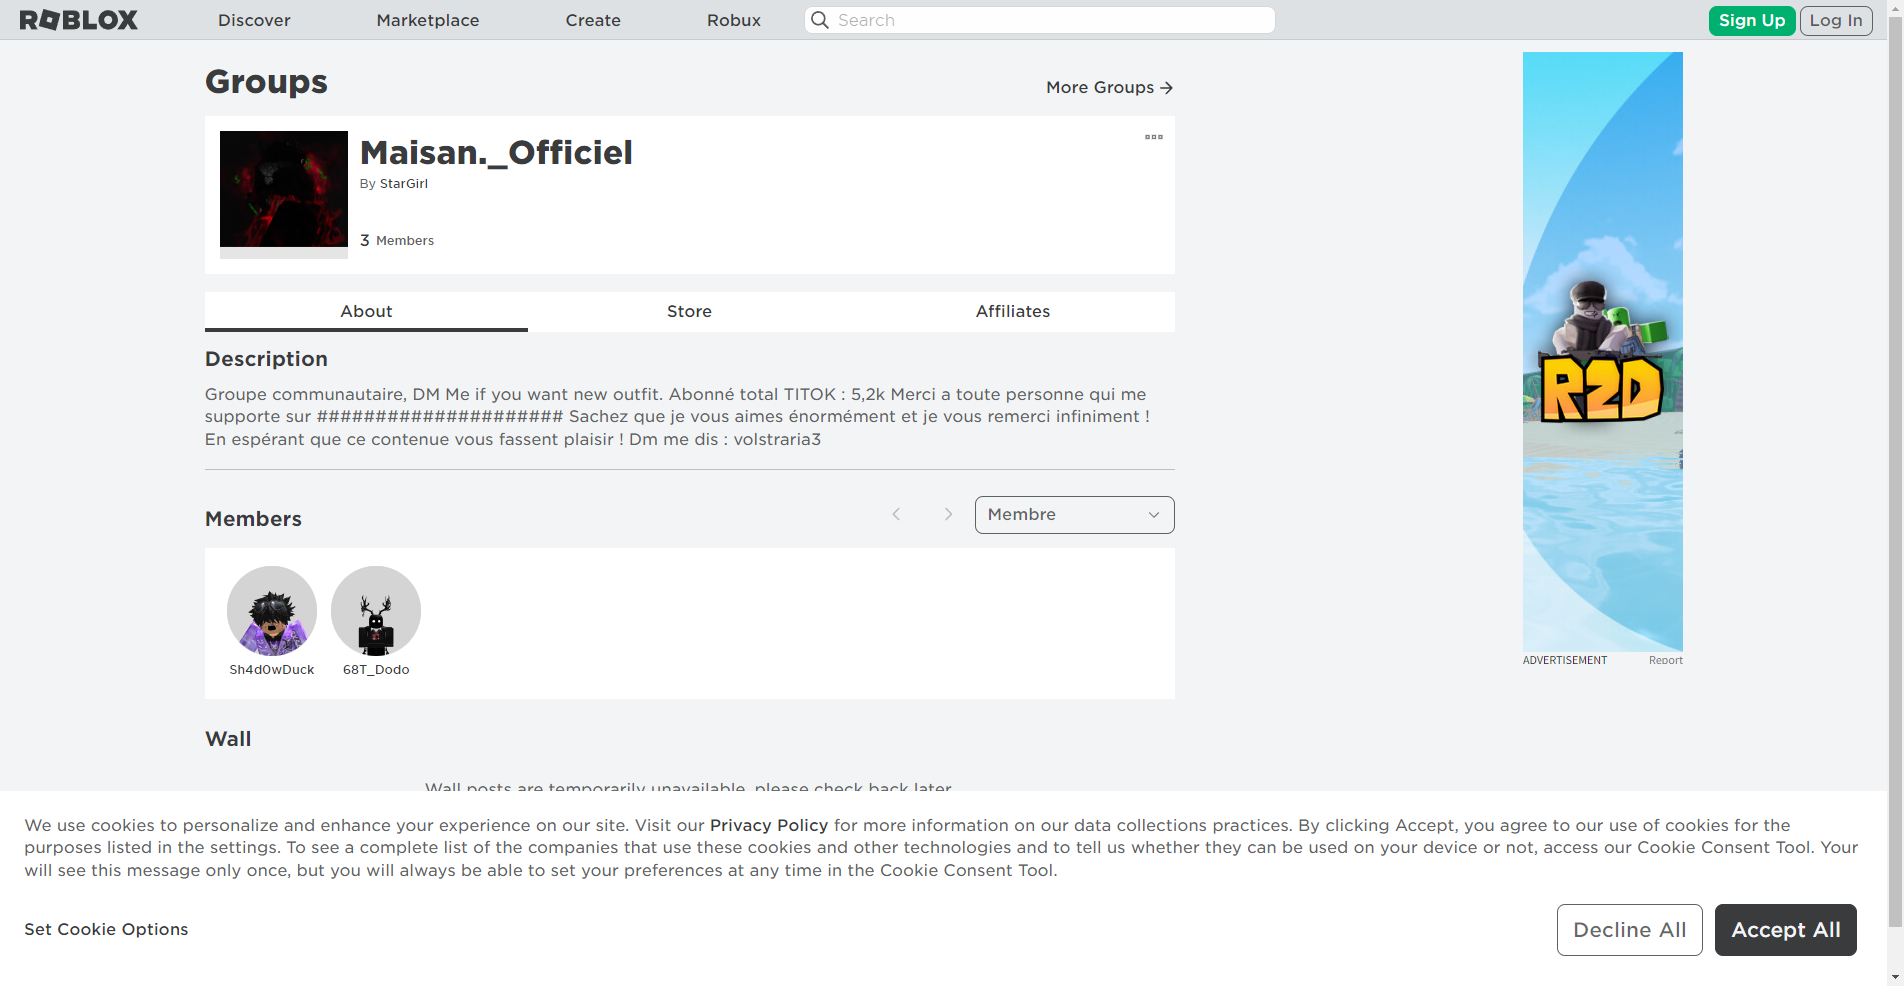 ROBLOX Discover Marketplace Create Robux Search Sign Up Log In
Groups
More Groups
Maisan._Officiel
By StarGirl
3 Members
About Store Affiliates
Description
Groupe communautaire, DM Me if you want new outfit. Abonné total TITOK : 5,2k Merci a toute personne qui me
supporte sur ##################### Sachez que je vous aimes énormément et je vous remerci infiniment !
En espérant que ce contenue vous fassent plaisir ! Dm me dis : volstraria3
Members
Membre
Sh4d0wDuck 68T_Dodo
Wall
Wall posts are temporarily unavailable, please check back later.
R2D
ADVERTISEMENT Report
We use cookies to personalize and enhance your experience on our site. Visit our Privacy Policy for more information on our data collections practices. By clicking Accept, you agree to our use of cookies for the
purposes listed in the settings. To see a complete list of the companies that use these cookies and other technologies and to tell us whether they can be used on your device or not, access our Cookie Consent Tool. Your
will see this message only once, but you will always be able to set your preferences at any time in the Cookie Consent Tool.
Set Cookie Options
Decline All Accept All